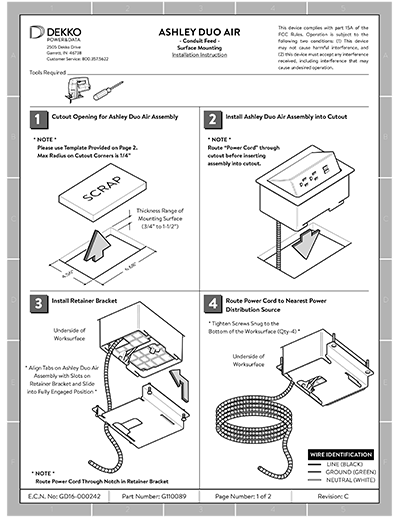 DEKKO
POWER&DATA
2505 Dekko Drive
Garrett, IN 46738
Customer Service: 800.357.5622
ASHLEY DUO AIR
- Conduit Feed -
Surface Mounting
Installation Instruction
This device complies with part 15A of the
FCC Rules. Operation is subject to the
following two conditions: (1) This device
may not cause harmful interference, and
(2) this device must accept any interference
received, including interference that may
cause undesired operation.
Tools Required
1
Cutout Opening for Ashley Duo Air Assembly
* NOTE *
Please use Template Provided on Page 2.
Max Radius on Cutout Corners is 1/4"
SCRAP
Thickness Range of
Mounting Surface
(3/4" to 1-1/2")
2
Install Ashley Duo Air Assembly into Cutout
* NOTE *
Route "Power Cord" through
cutout before inserting
assembly into cutout.
3
Install Retainer Bracket
Underside of
Worksurface
* Align Tabs on Ashley Duo Air
Assembly with Slots on
Retainer Bracket and Slide
into Fully Engaged Position *
* NOTE *
Route Power Cord Through Notch in Retainer Bracket
4
Route Power Cord to Nearest Power
Distribution Source
* Tighten Screws Snug to the
Bottom of the Worksurface (Qty-4) *
Underside of
Worksurface
WIRE IDENTIFICATION
LINE (BLACK)
GROUND (GREEN)
NEUTRAL (WHITE)
E.C.N. No: GD16-000242
Part Number: G110089
Page Number: 1 of 2
Revision: C